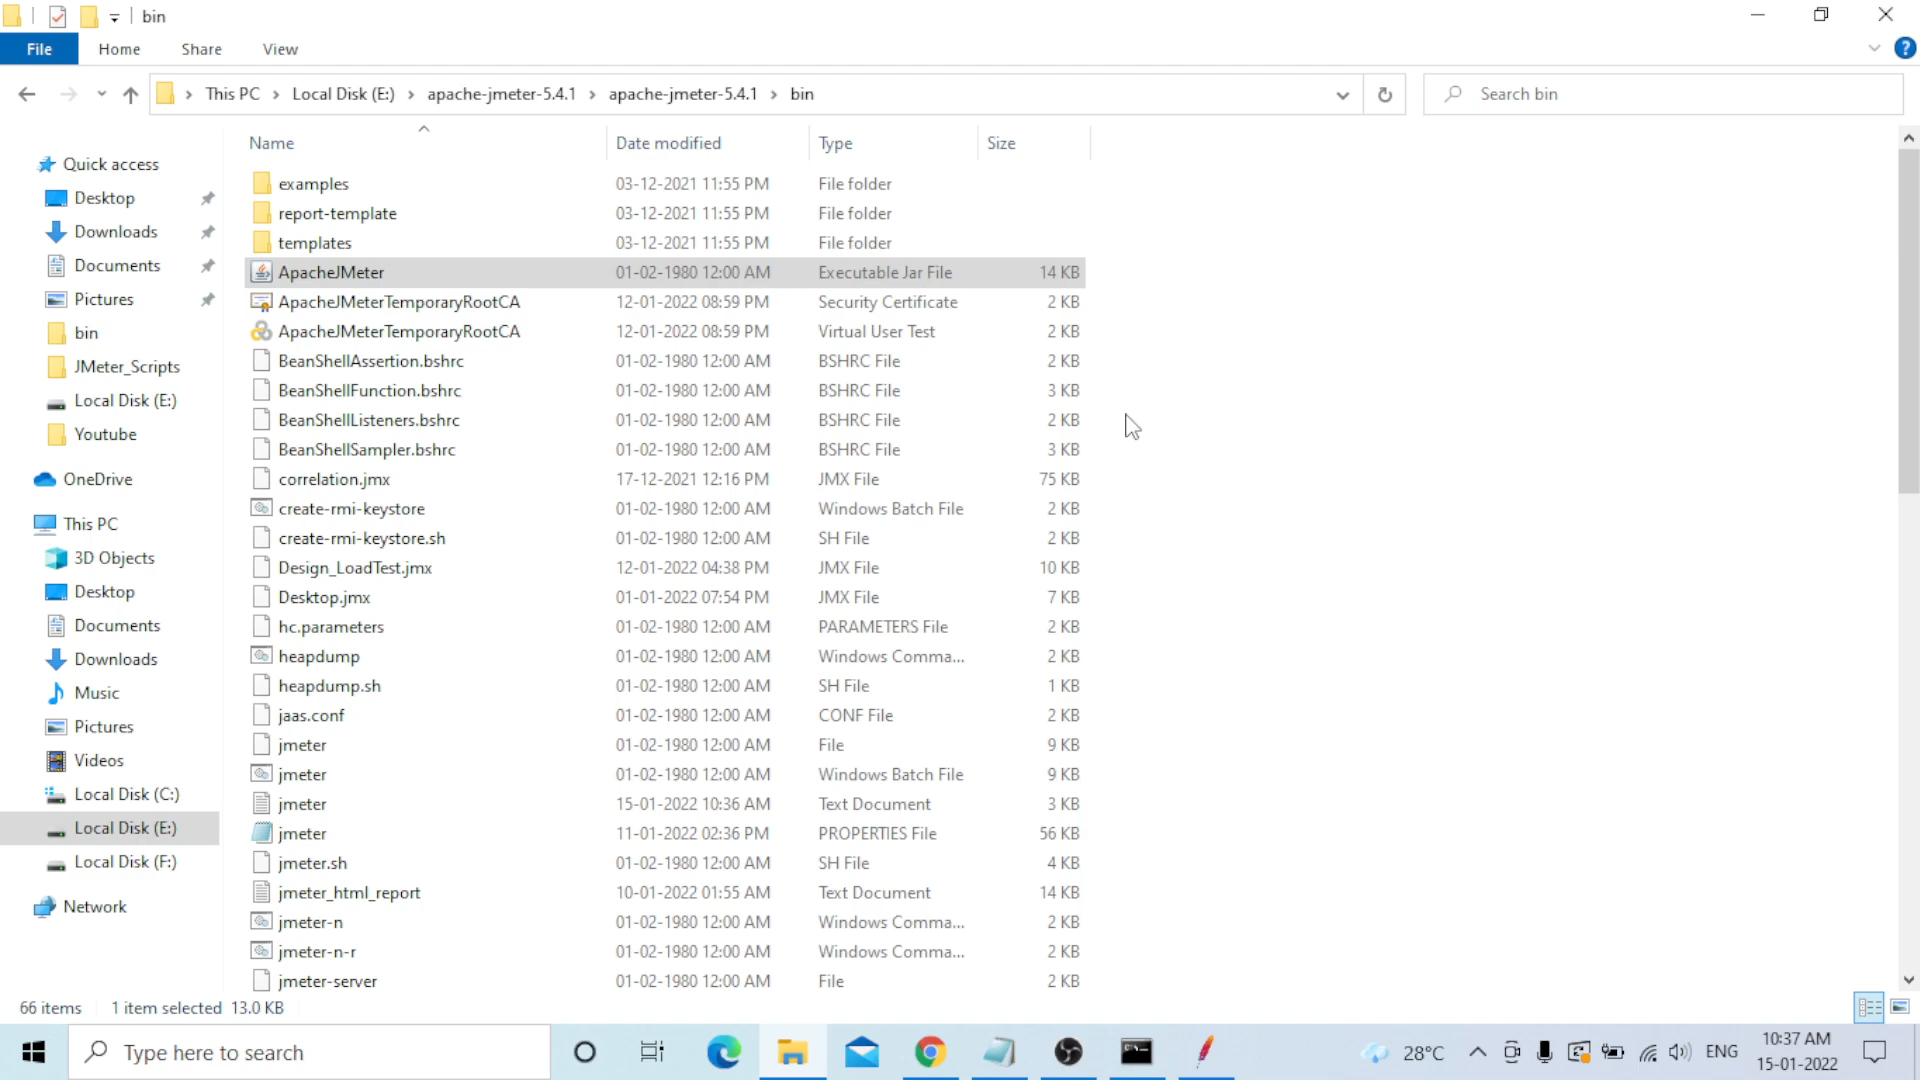 bin
File Home Share View
This PC Local Disk (E:) apache-jmeter-5.4.1 apache-jmeter-5.4.1 bin Search bin
Name Date modified Type Size
Quick access
Desktop
Downloads
Documents
Pictures
bin
JMeter_Scripts
Local Disk (E:)
Youtube
OneDrive
This PC
3D Objects
Desktop
Documents
Downloads
Music
Pictures
Videos
Local Disk (C:)
Local Disk (E:)
Local Disk (F:)
Network
examples 03-12-2021 11:55 PM File folder
report-template 03-12-2021 11:55 PM File folder
templates 03-12-2021 11:55 PM File folder
ApacheJMeter 01-02-1980 12:00 AM Executable Jar File 14 KB
ApacheJMeterTemporaryRootCA 12-01-2022 08:59 PM Security Certificate 2 KB
ApacheJMeterTemporaryRootCA 12-01-2022 08:59 PM Virtual User Test 2 KB
BeanShellAssertion.bshrc 01-02-1980 12:00 AM BSHRC File 2 KB
BeanShellFunction.bshrc 01-02-1980 12:00 AM BSHRC File 3 KB
BeanShellListeners.bshrc 01-02-1980 12:00 AM BSHRC File 2 KB
BeanShellSampler.bshrc 01-02-1980 12:00 AM BSHRC File 3 KB
correlation.jmx 17-12-2021 12:16 PM JMX File 75 KB
create-rmi-keystore 01-02-1980 12:00 AM Windows Batch File 2 KB
create-rmi-keystore.sh 01-02-1980 12:00 AM SH File 2 KB
Design_LoadTest.jmx 12-01-2022 04:38 PM JMX File 10 KB
Desktop.jmx 01-01-2022 07:54 PM JMX File 7 KB
hc.parameters 01-02-1980 12:00 AM PARAMETERS File 2 KB
heapdump 01-02-1980 12:00 AM Windows Comma... 2 KB
heapdump.sh 01-02-1980 12:00 AM SH File 1 KB
jaas.conf 01-02-1980 12:00 AM CONF File 2 KB
jmeter 01-02-1980 12:00 AM File 9 KB
jmeter 01-02-1980 12:00 AM Windows Batch File 9 KB
jmeter 15-01-2022 10:36 AM Text Document 3 KB
jmeter 11-01-2022 02:36 PM PROPERTIES File 56 KB
jmeter.sh 01-02-1980 12:00 AM SH File 4 KB
jmeter_html_report 10-01-2022 01:55 AM Text Document 14 KB
jmeter-n 01-02-1980 12:00 AM Windows Comma... 2 KB
jmeter-n-r 01-02-1980 12:00 AM Windows Comma... 2 KB
jmeter-server 01-02-1980 12:00 AM File 2 KB
66 items 1 item selected 13.0 KB
Type here to search 28°C ENG 10:37 AM
15-01-2022